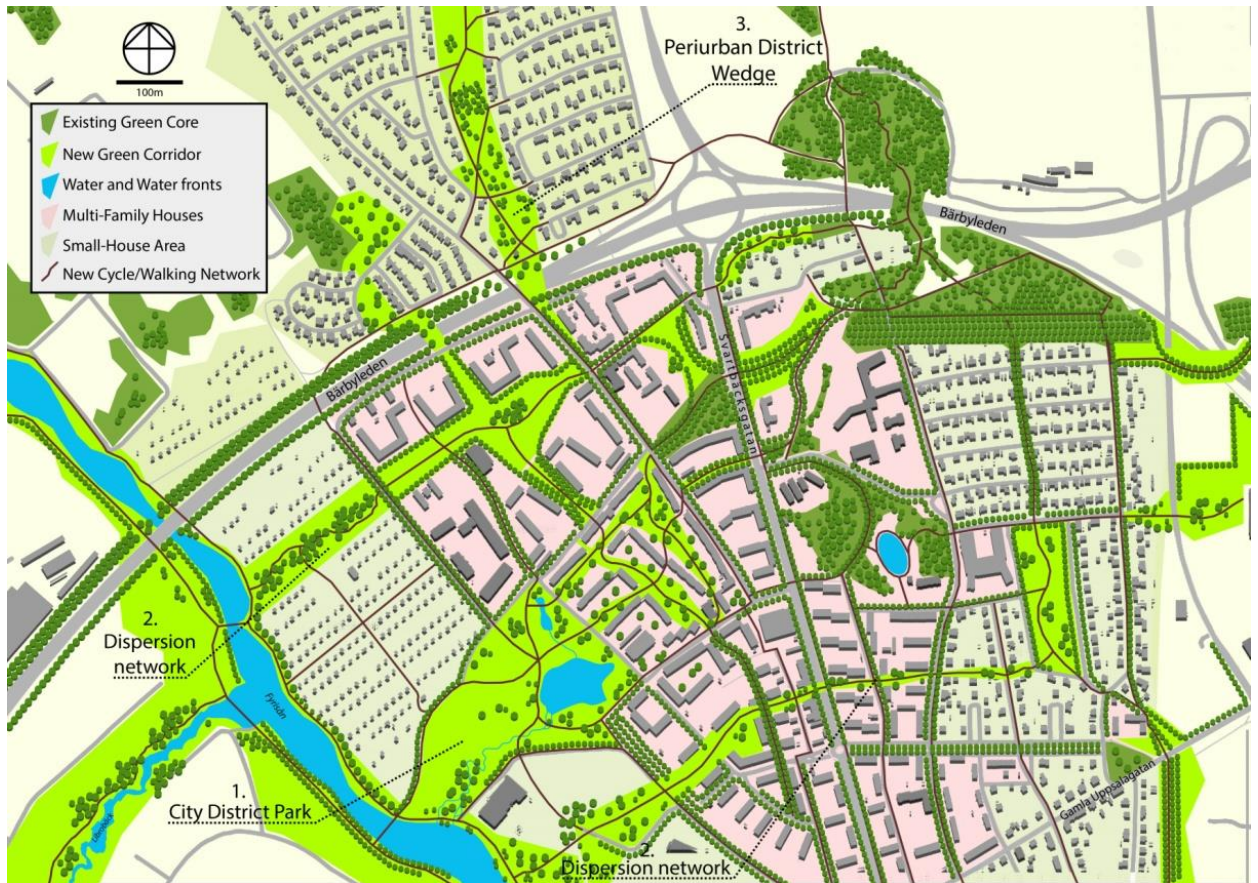 100m
Existing Green Core
New Green Corridor
Water and Water fronts
Multi-Family Houses
Small-House Area
New Cycle/Walking Network
3.
Periurban District
Wedge
Bärbyleden
Bärbyleden
Svartbäcksgatan
2.
Dispersion
network
Fyrisån
1.
City District Park
Gamla Uppsalagatan
2.
Dispersion network